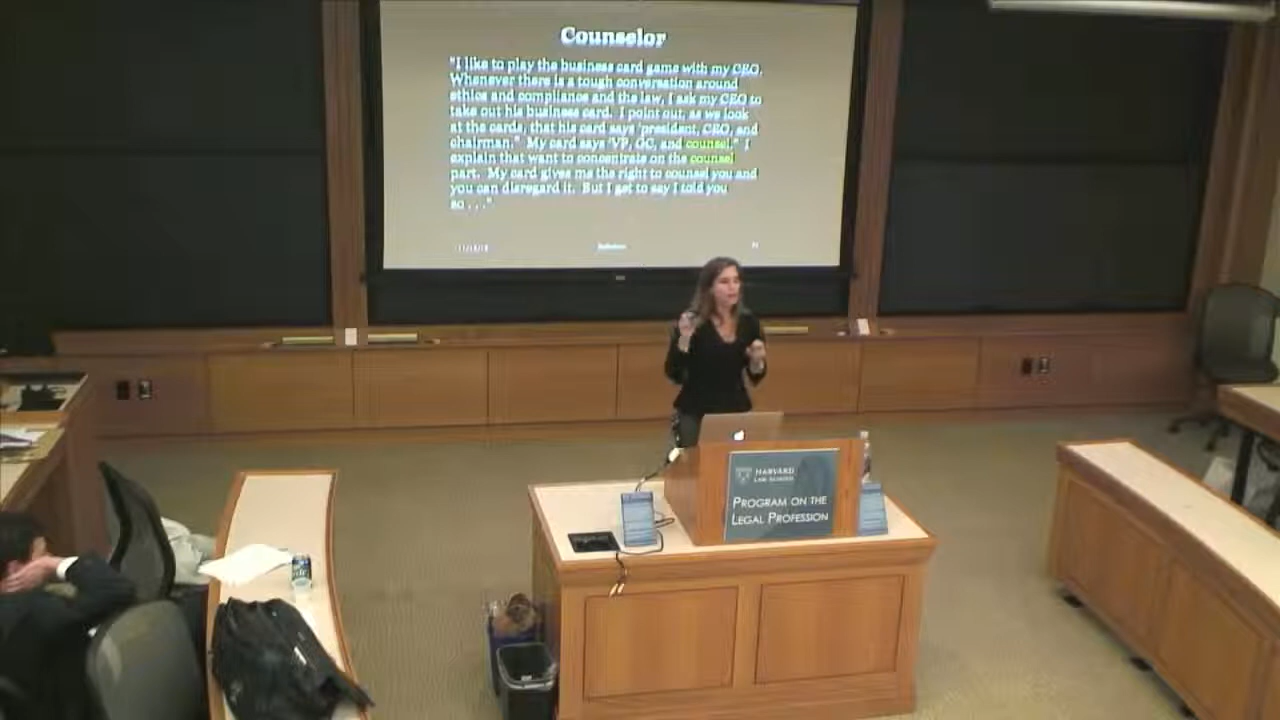 Counselor
"I like to play the business card game with my CEO.
Whenever there is a tough conversation around
ethics and compliance and the law, I ask my CEO to
take out his business card. I point out, as we look
at the cards, that his card says 'president, CEO, and
chairman." My card says 'VP, GC, and counsel." I
explain that want to concentrate on the counsel
part. My card gives me the right to counsel you and
you can disregard it. But I get to say I told you
so . . ."
HARVARD
LAW SCHOOL
PROGRAM ON THE
LEGAL PROFESSION